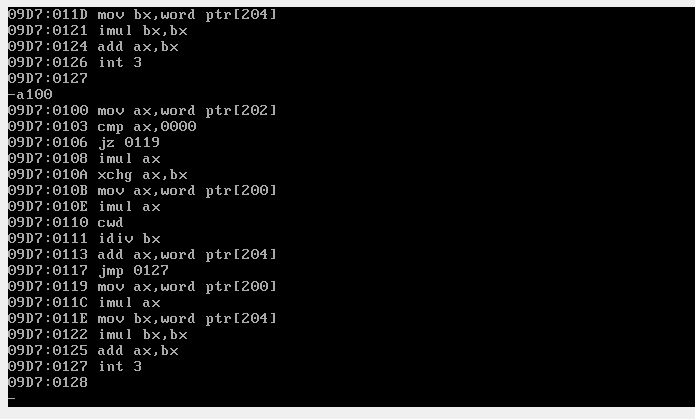 09D7:011D mov bx,word ptr[204]
09D7:0121 imul bx,bx
09D7:0124 add ax,bx
09D7:0126 int 3
09D7:0127
-a100
09D7:0100 mov ax,word ptr[202]
09D7:0103 cmp ax,0000
09D7:0106 jz 0119
09D7:0108 imul ax
09D7:010A xchg ax,bx
09D7:010B mov ax,word ptr[200]
09D7:010E imul ax
09D7:0110 cwd
09D7:0111 idiv bx
09D7:0113 add ax,word ptr[204]
09D7:0117 jmp 0127
09D7:0119 mov ax,word ptr[200]
09D7:011C imul ax
09D7:011E mov bx,word ptr[204]
09D7:0122 imul bx,bx
09D7:0125 add ax,bx
09D7:0127 int 3
09D7:0128
-